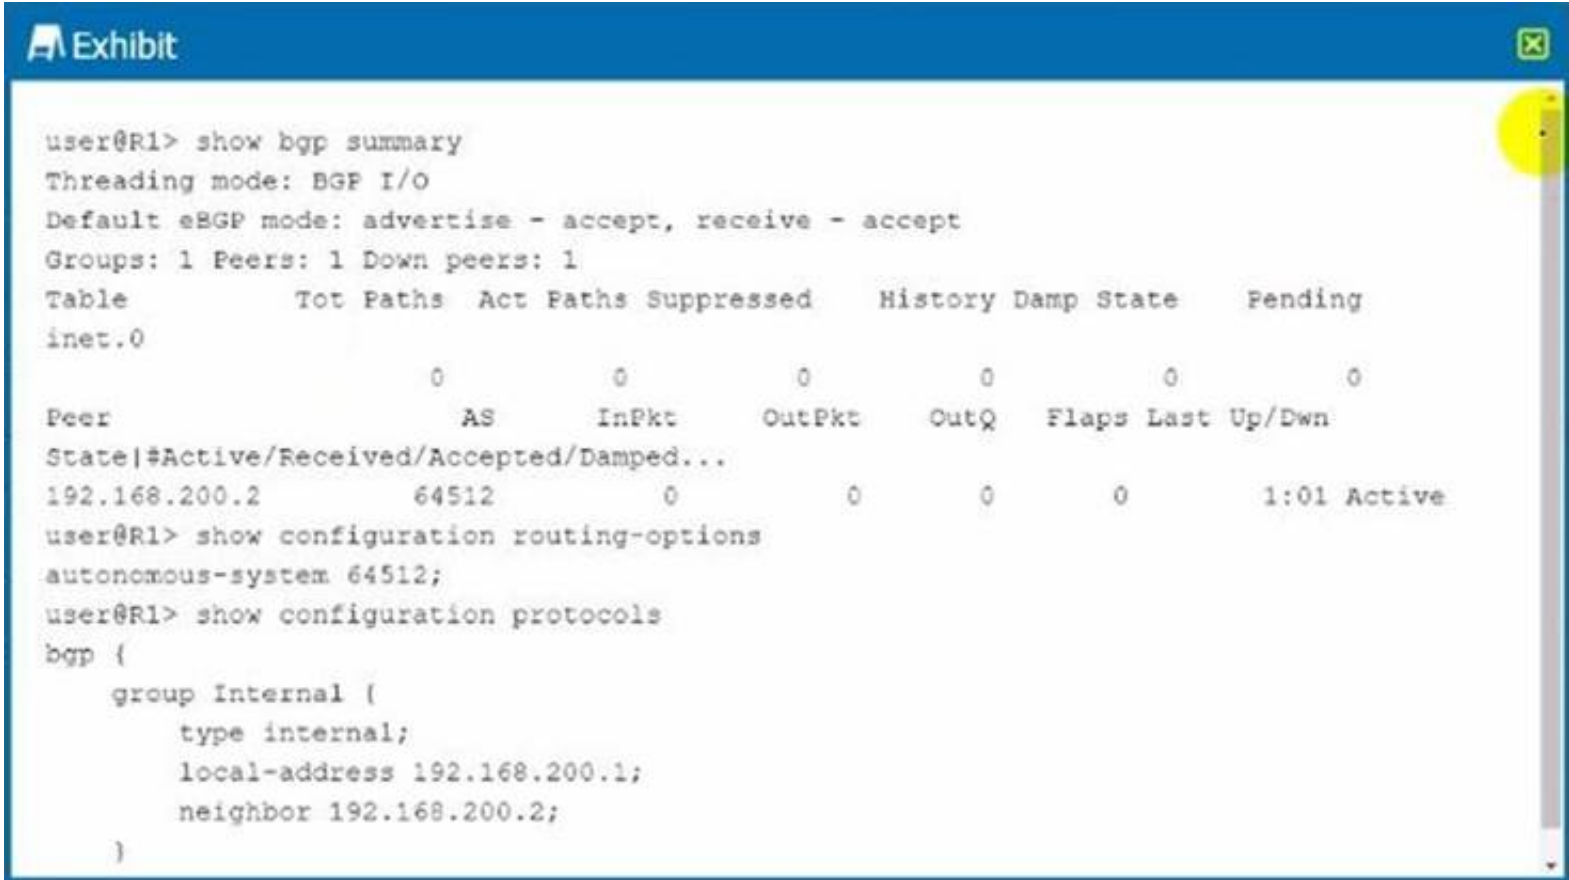 Exhibit
user@R1> show bgp summary
Threading mode: BGP I/O
Default eBGP mode: advertise - accept, receive - accept
Groups: 1 Peers: 1 Down peers: 1
Table Tot Paths Act Paths Suppressed History Damp State Pending
inet.0
0 0 0 0 0 0
Peer AS InPkt OutPkt OutQ Flaps Last Up/Dwn
State|#Active/Received/Accepted/Damped...
192.168.200.2 64512 0 0 0 0 1:01 Active
user@R1> show configuration routing-options
autonomous-system 64512;
user@R1> show configuration protocols
bgp {
group Internal {
type internal;
local-address 192.168.200.1;
neighbor 192.168.200.2;
}